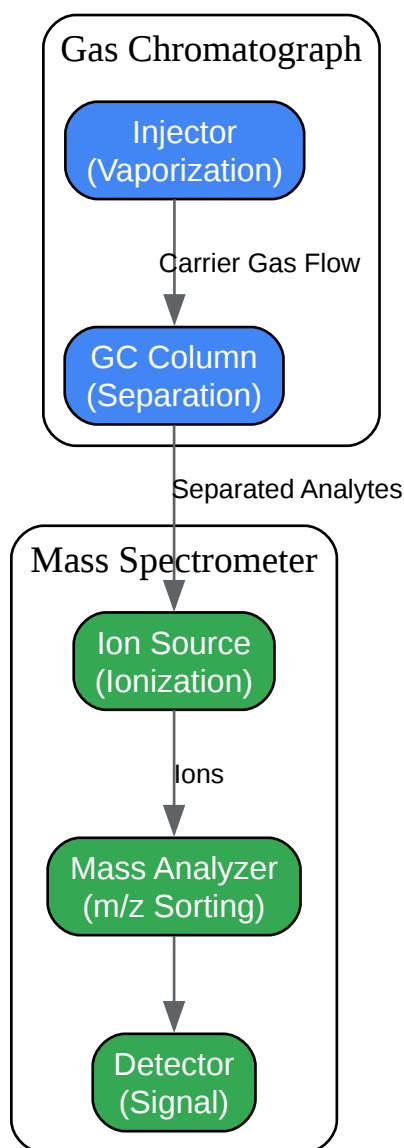 Gas Chromatograph
Injector
(Vaporization)
Carrier Gas Flow
GC Column
(Separation)
Separated Analytes
Mass Spectrometer
Ion Source
(Ionization)
Ions
Mass Analyzer
(m/z Sorting)
Detector
(Signal)